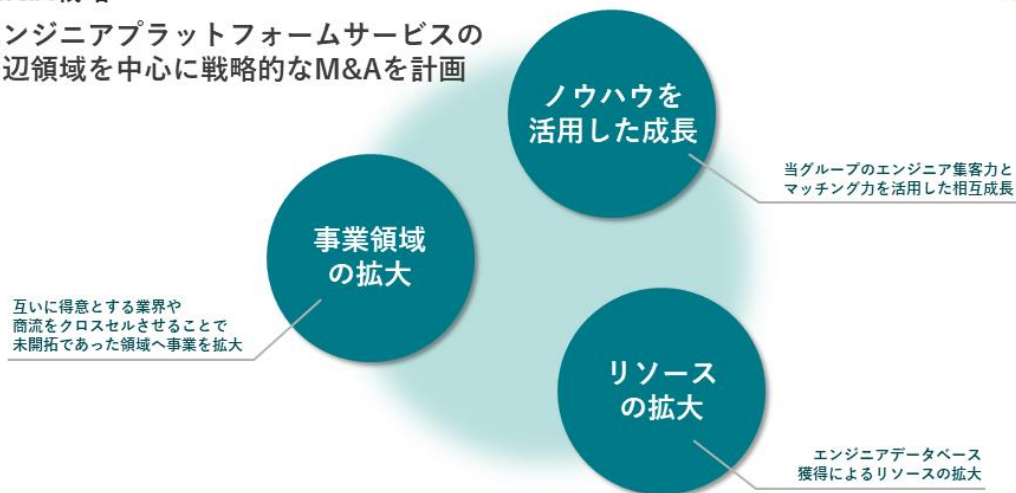 ンジニアプラットフォームサービスの
辺領域を中心に戦略的なM&Aを計画
ノウハウを
活用した成長
当グループのエンジニア集客力と
マッチング力を活用した相互成長
事業領域
の拡大
互いに得意とする業界や
商流をクロスセルさせることで
未開拓であった領域へ事業を拡大
リソース
の拡大
エンジニアデータベース
獲得によるリソースの拡大